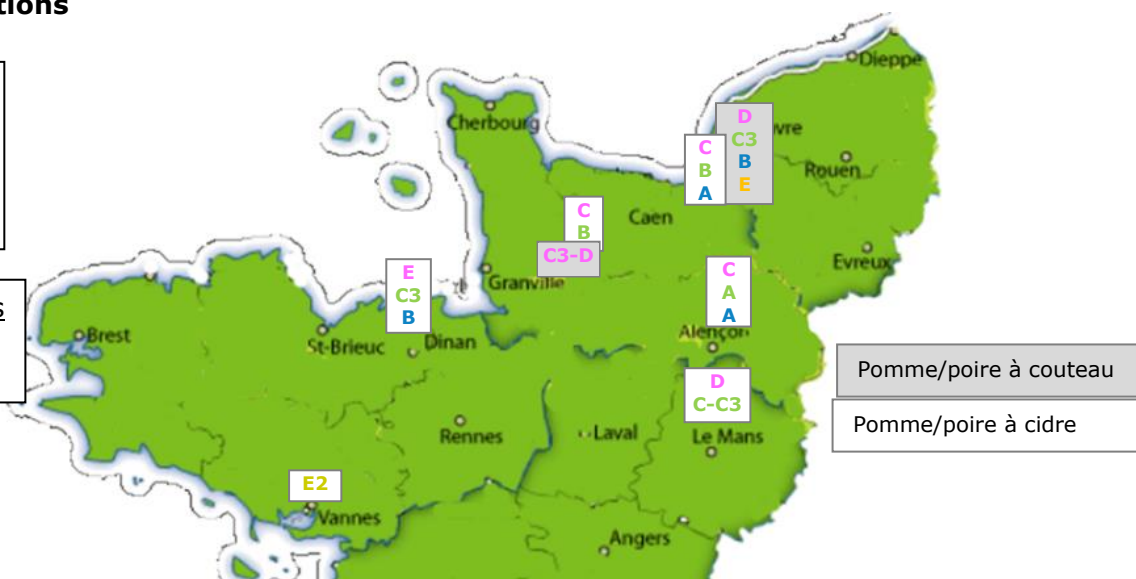 tions
Dieppe
Cherbourg
D
C3
B
E
vre
C
B
A
Rouen
C
B
Caen
C3-D
Evreux
E
C3
B
Granville
C
A
A
s
Brest
St-Brieuc
Dinan
Alençon
Pomme/poire à couteau
D
C-C3
Pomme/poire à cidre
Rennes
Laval
Le Mans
E2
Vannes
Angers